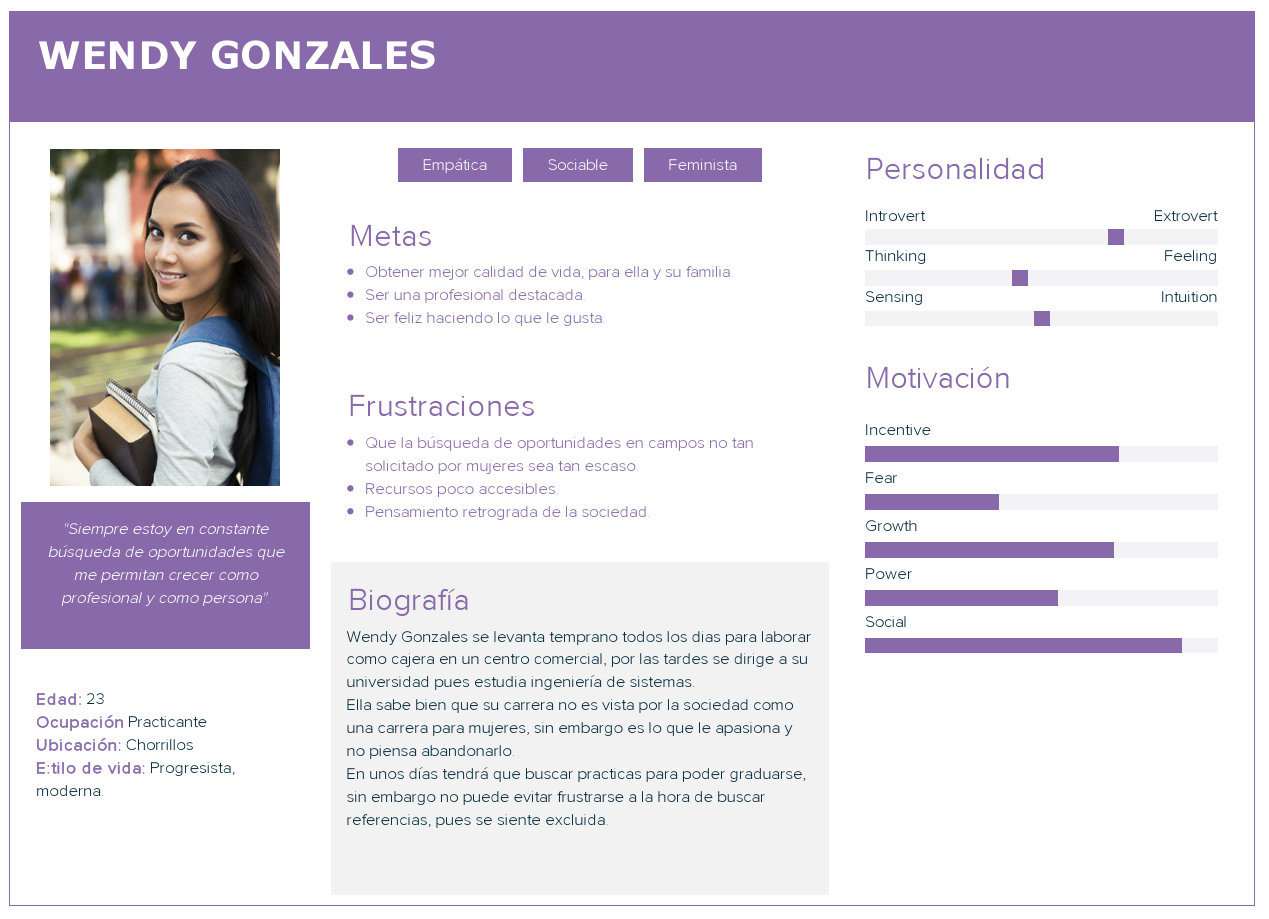 WENDY GONZALES
"Siempre estoy en constante
búsqueda de oportunidades que
me permitan crecer como
profesional y como persona".
Edad: 23
Ocupación Practicante
Ubicación: Chorrillos
E:tilo de vida: Progresista,
moderna.
Empática
Sociable
Feminista
Metas
• Obtener mejor calidad de vida, para ella y su familia.
• Ser una profesional destacada.
• Ser feliz haciendo lo que le gusta.
Frustraciones
• Que la búsqueda de oportunidades en campos no tan
solicitado por mujeres sea tan escaso.
• Recursos poco accesibles.
• Pensamiento retrograda de la sociedad.
Biografía
Wendy Gonzales se levanta temprano todos los dias para laborar
como cajera en un centro comercial, por las tardes se dirige a su
universidad pues estudia ingeniería de sistemas.
Ella sabe bien que su carrera no es vista por la sociedad como
una carrera para mujeres, sin embargo es lo que le apasiona y
no piensa abandonarlo.
En unos días tendrá que buscar practicas para poder graduarse,
sin embargo no puede evitar frustrarse a la hora de buscar
referencias, pues se siente excluida.
Personalidad
Introvert Extrovert
Thinking Feeling
Sensing Intuition
Motivación
Incentive
Fear
Growth
Power
Social